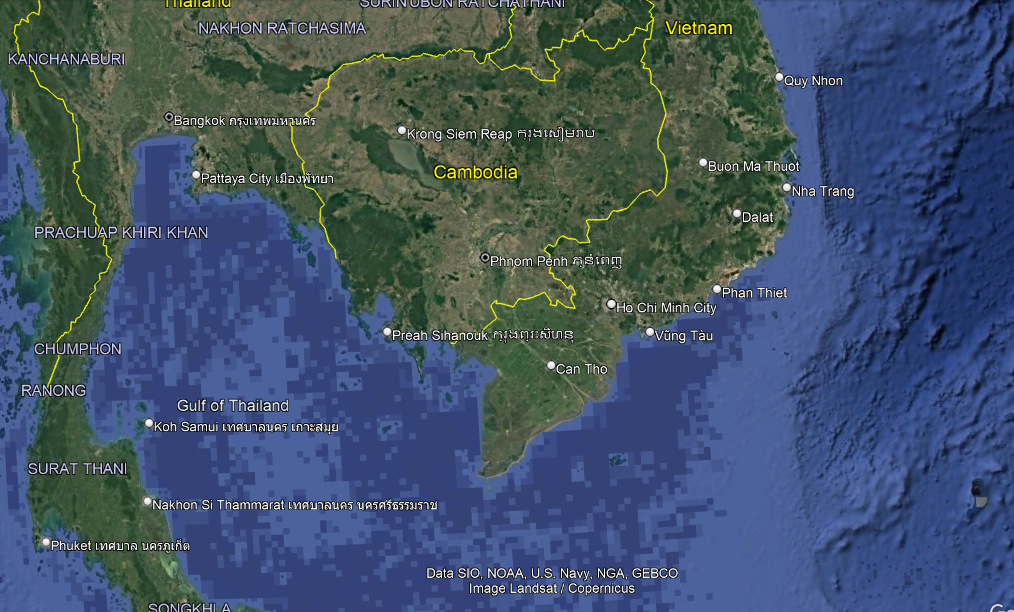 Thailand
SURIN UBON RATCHATHANI
NAKHON RATCHASIMA
Vietnam
KANCHANABURI
Quy Nhon
Bangkok กรุงเทพมหานคร
Krong Siem Reap ក្រុងសៀមរាប
Buon Ma Thuot
Cambodia
Pattaya City เมืองพัทยา
Nha Trang
Dalat
PRACHUAP KHIRI KHAN
Phnom Penh ភ្នំពេញ
Phan Thiet
Ho Chi Minh City
Preah Sihanouk ក្រុងព្រះសីហនុ
Vũng Tàu
CHUMPHON
Can Tho
RANONG
Gulf of Thailand
Koh Samui เทศบาลนคร เกาะสมุย
SURAT THANI
Nakhon Si Thammarat เทศบาลนคร นครศรีธรรมราช
Phuket เทศบาล นครภูเก็ต
Data SIO, NOAA, U.S. Navy, NGA, GEBCO
Image Landsat / Copernicus
SONGKHLA